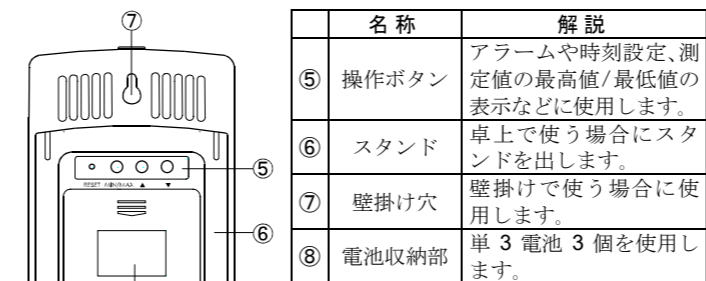 ⑦
⑤
RESET MIN/MAX ▲ ▼
⑥
名 称 解 説
⑤ 操作ボタン アラームや時刻設定、測
定値の最高値/最低値の
表示などに使用します。
⑥ スタンド 卓上で使う場合にスタ
ンドを出します。
⑦ 壁掛け穴 壁掛けで使う場合に使
用します。
⑧ 電池収納部 単 3 電池 3 個を使用し
ます。